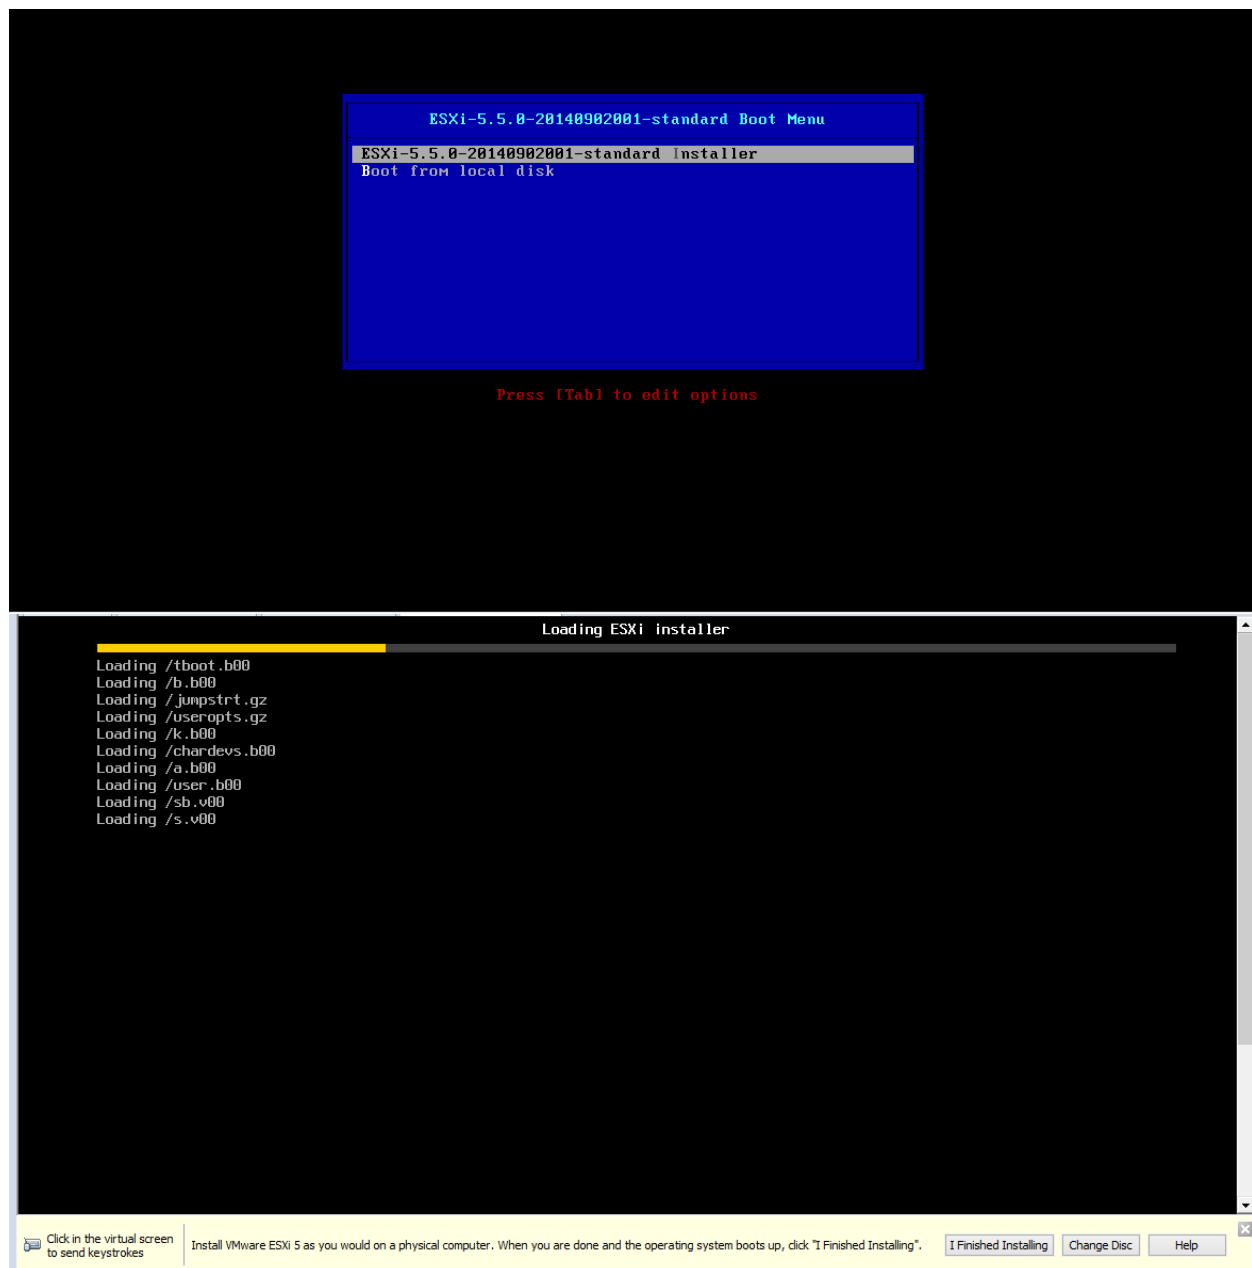 ESXi-5.5.0-20140902001-standard Boot Menu
ESXi-5.5.0-20140902001-standard Installer
Boot from local disk
Press [Tab] to edit options
Loading ESXi installer
Loading /tboot.b00
Loading /b.b00
Loading /jumpstrt.gz
Loading /useropts.gz
Loading /k.b00
Loading /chardevs.b00
Loading /a.b00
Loading /user.b00
Loading /sb.v00
Loading /s.v00
Click in the virtual screen
to send keystrokes
Install VMware ESXi 5 as you would on a physical computer. When you are done and the operating system boots up, click "I Finished Installing".
I Finished Installing
Change Disc
Help